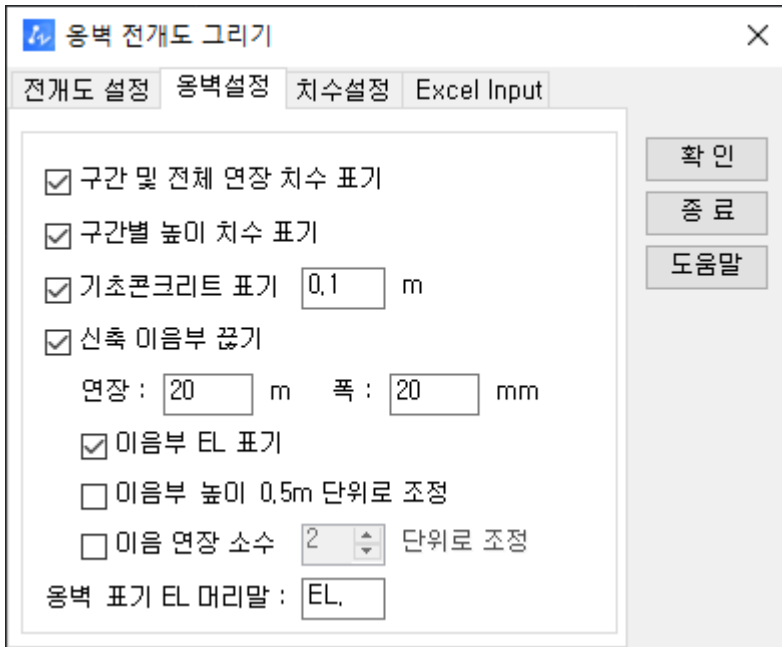 옹벽 전개도 그리기
전개도 설정 옹벽설정 치수설정 Excel Input
구간 및 전체 연장 치수 표기
구간별 높이 치수 표기
기초콘크리트 표기 0.1 m
신축 이음부 끊기
연장 : 20 m 폭 : 20 mm
이음부 EL 표기
이음부 높이 0.5m 단위로 조정
이음 연장 소수 2 단위로 조정
옹벽 표기 EL 머리말 : EL.
확 인
종 료
도움말